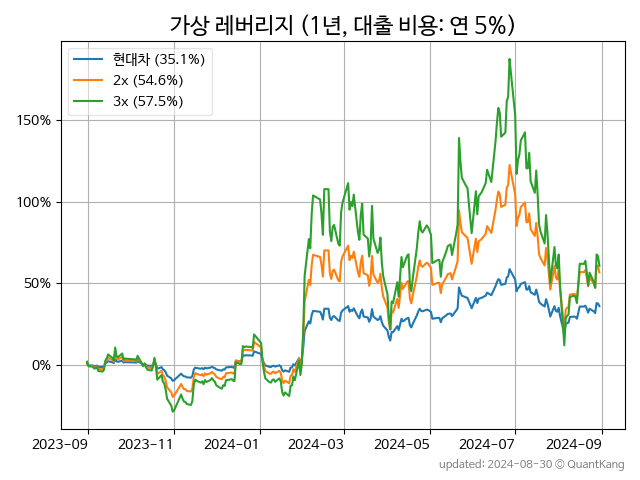 가상 레버리지 (1년, 대출 비용: 연 5%)
현대차 (35.1%)
2x (54.6%)
3x (57.5%)
150%
100%
50%
0%
2023-09 2023-11 2024-01 2024-03 2024-05 2024-07 2024-09
updated: 2024-08-30 © QuantKang